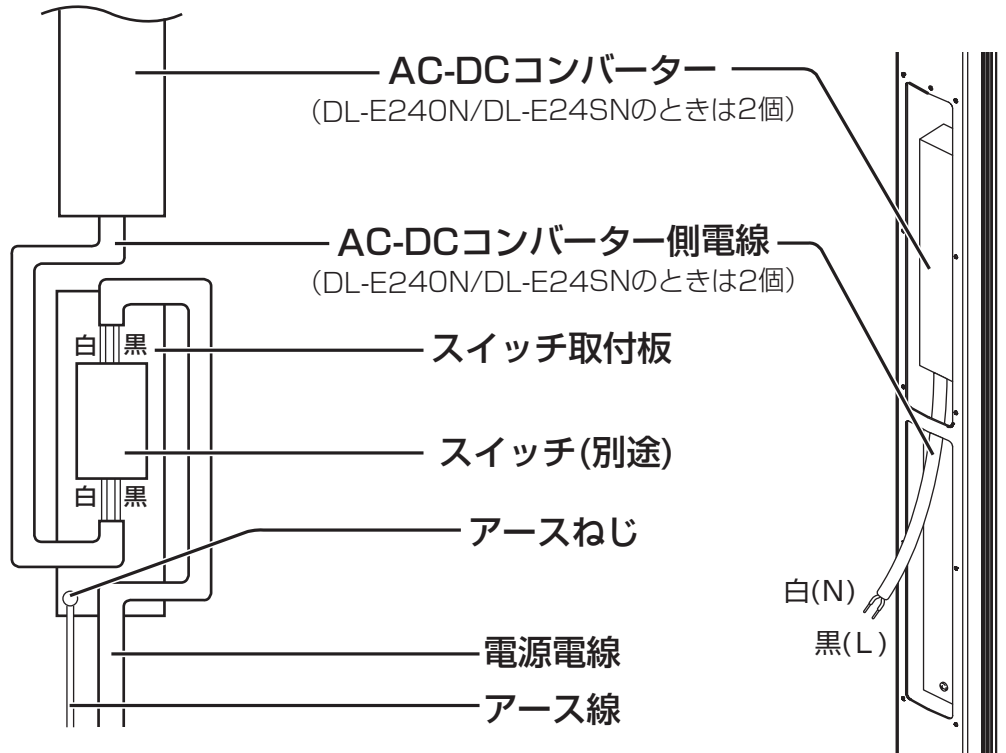 AC-DCコンバーター
(DL-E240N/DL-E24SNのときは2個)
AC-DCコンバーター側電線
(DL-E240N/DL-E24SNのときは2個)
白 黒
スイッチ取付板
スイッチ(別途)
白 黒
アースねじ
白(N)
黒(L)
電源電線
アース線